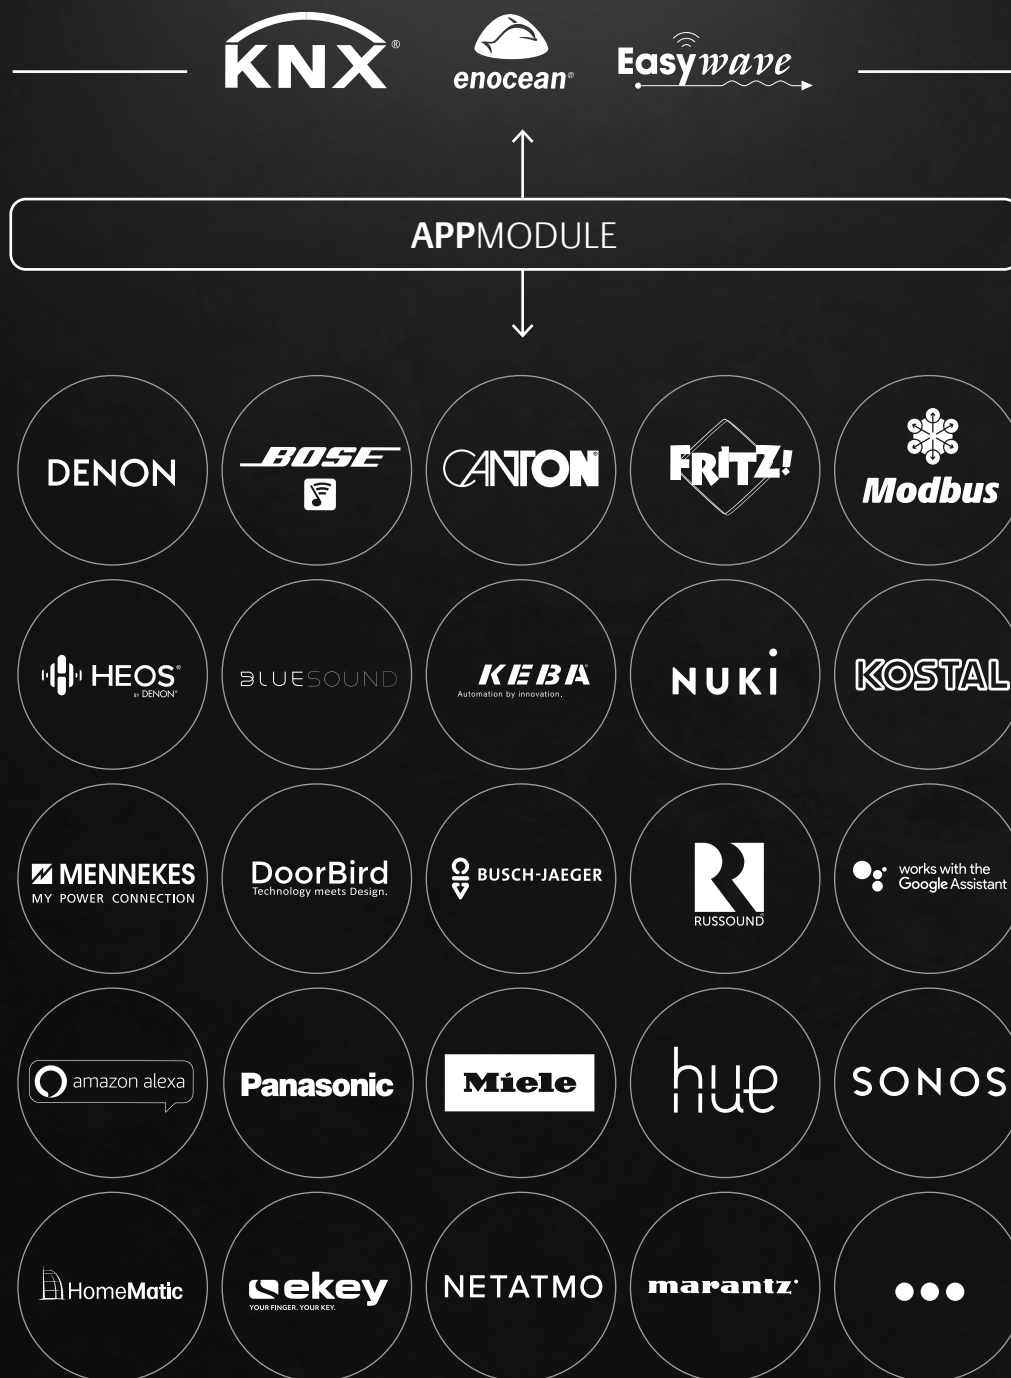 KNX®
enocean®
Easywave
APPMODULE
DENON
BOSE
CANTON®
FRITZ!
Modbus
HEOS®
BY DENON®
BLUESOUND
KEBA®
Automation by innovation.
NUKI
KOSTAL
MENNEKES
MY POWER CONNECTION
DoorBird
Technology meets Design.
BUSCH-JAEGER
RUSSOUND
works with the
Google Assistant
amazon alexa
Panasonic
Miele
hue
SONOS
HomeMatic
ekey
YOUR FINGER. YOUR KEY.
NETATMO
marantz